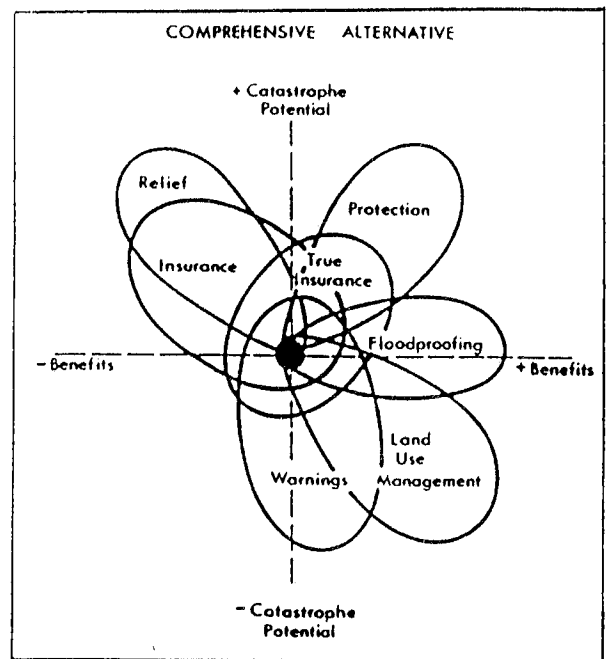 COMPREHENSIVE ALTERNATIVE
+ Catastrophe
Potential
Relief
Protection
Insurance
True
Insurance
Floodproofing
- Benefits
+ Benefits
Land
Use
Management
Warnings
- Catastrophe
Potential